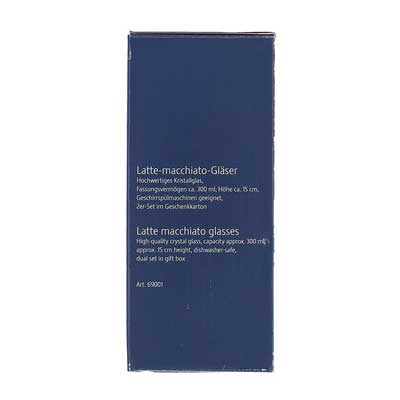 Latte-macchiato-Gläser
Hochwertiges Kristallglas,
Fassungsvermögen ca. 300 ml, Höhe ca. 15 cm,
Geschirrspülmaschinen geeignet,
2er-Set im Geschenkkarton
Latte macchiato glasses
High-quality crystal glass, capacity approx. 300 ml,
approx. 15 cm height, dishwasher-safe,
dual set in gift box
Art. 69001